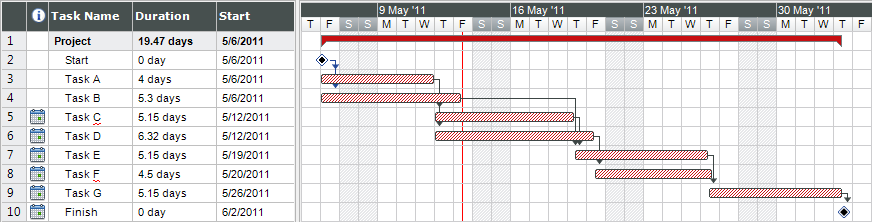 ⓘ Task Name Duration Start
9 May '11 16 May '11 23 May '11 30 May '11
T F S S M T W T F S S M T W T F S S M T W T F S S M T W T F
1 Project 19.47 days 5/6/2011
2 Start 0 day 5/6/2011
3 Task A 4 days 5/6/2011
4 Task B 5.3 days 5/6/2011
5 Task C 5.15 days 5/12/2011
6 Task D 6.32 days 5/12/2011
7 Task E 5.15 days 5/19/2011
8 Task F 4.5 days 5/20/2011
9 Task G 5.15 days 5/26/2011
10 Finish 0 day 6/2/2011